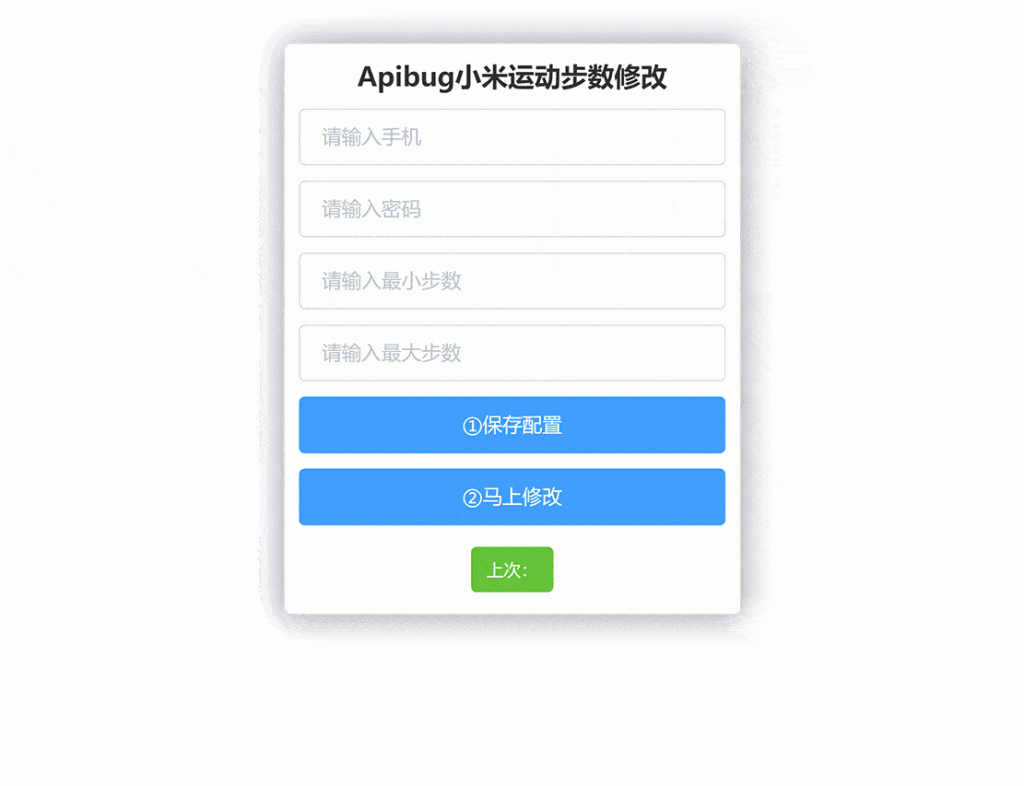 Apibug小米运动步数修改
请输入手机
请输入密码
请输入最小步数
请输入最大步数
①保存配置
②马上修改
上次：